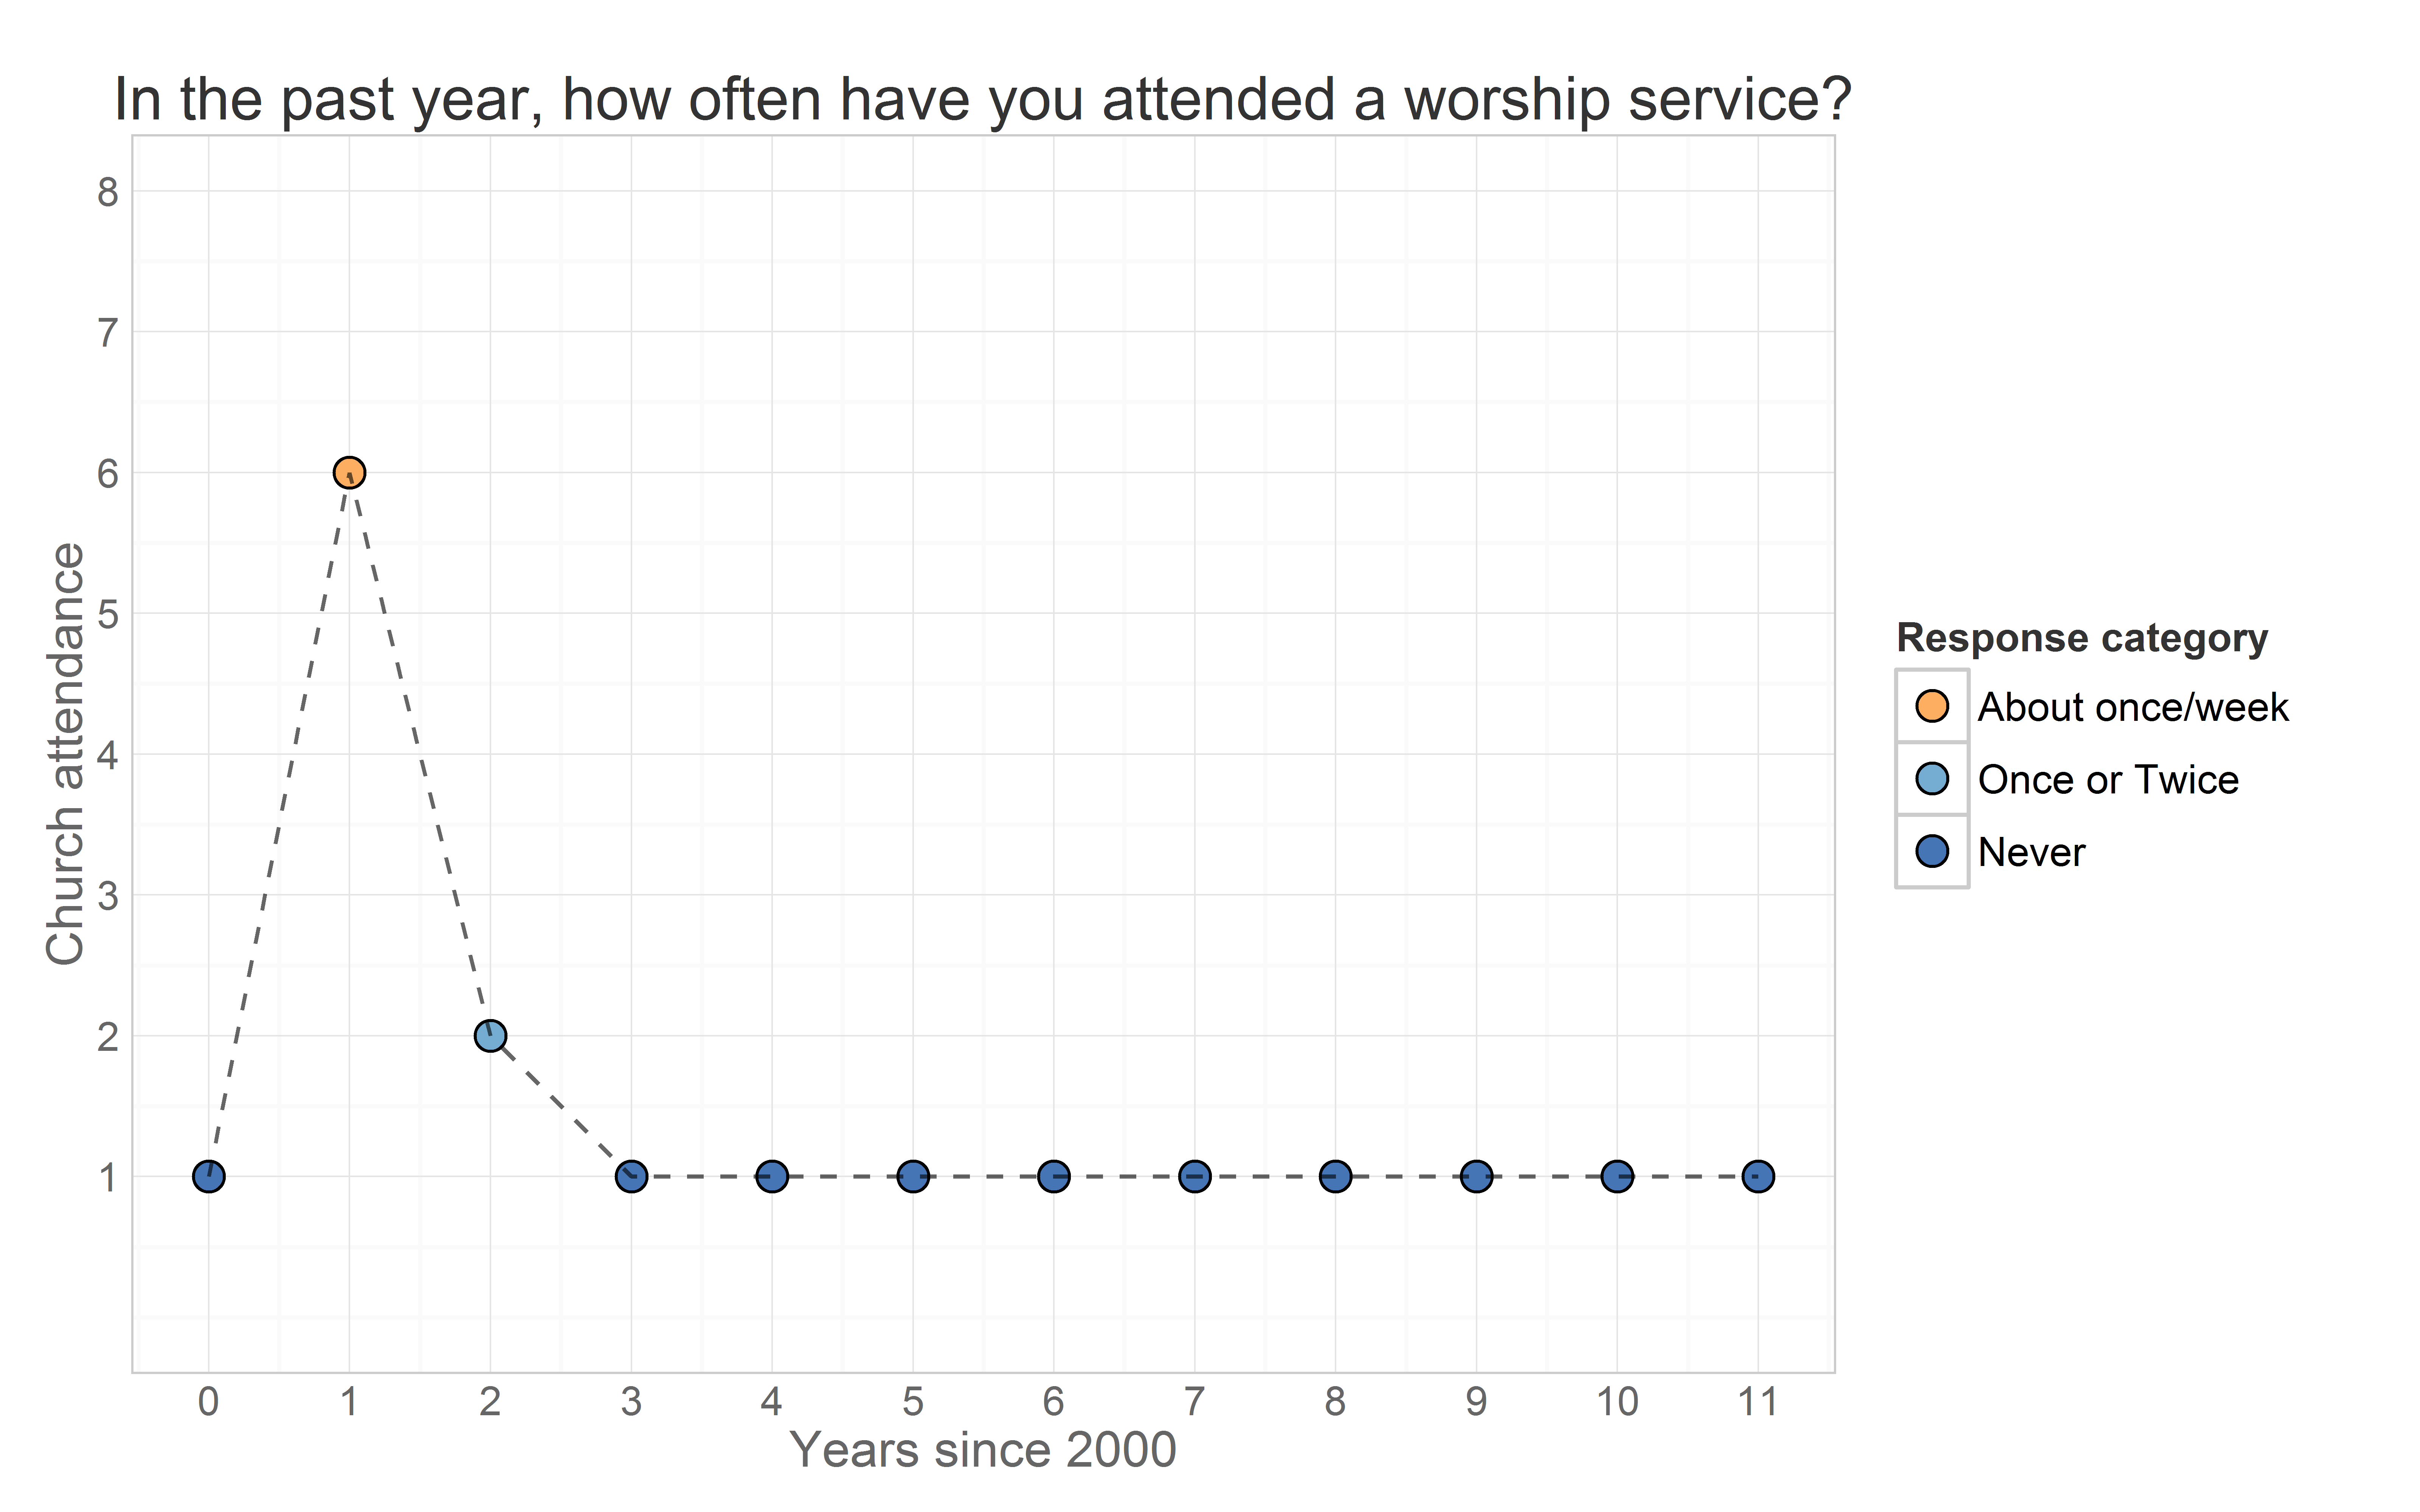 In the past year, how often have you attended a worship service?
Church attendance
8
7
6
5
4
3
2
1
0 1 2 3 4 5 6 7 8 9 10 11
Years since 2000
Response category
About once/week
Once or Twice
Never